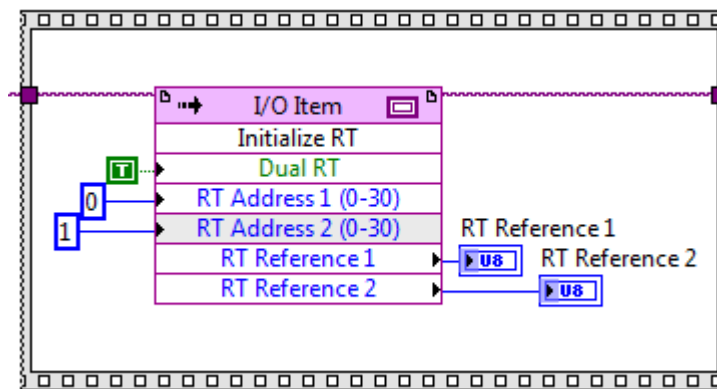 I/O Item
Initialize RT
T
Dual RT
0
RT Address 1 (0-30)
1
RT Address 2 (0-30)
RT Reference 1
RT Reference 1
U8
RT Reference 2
RT Reference 2
U8